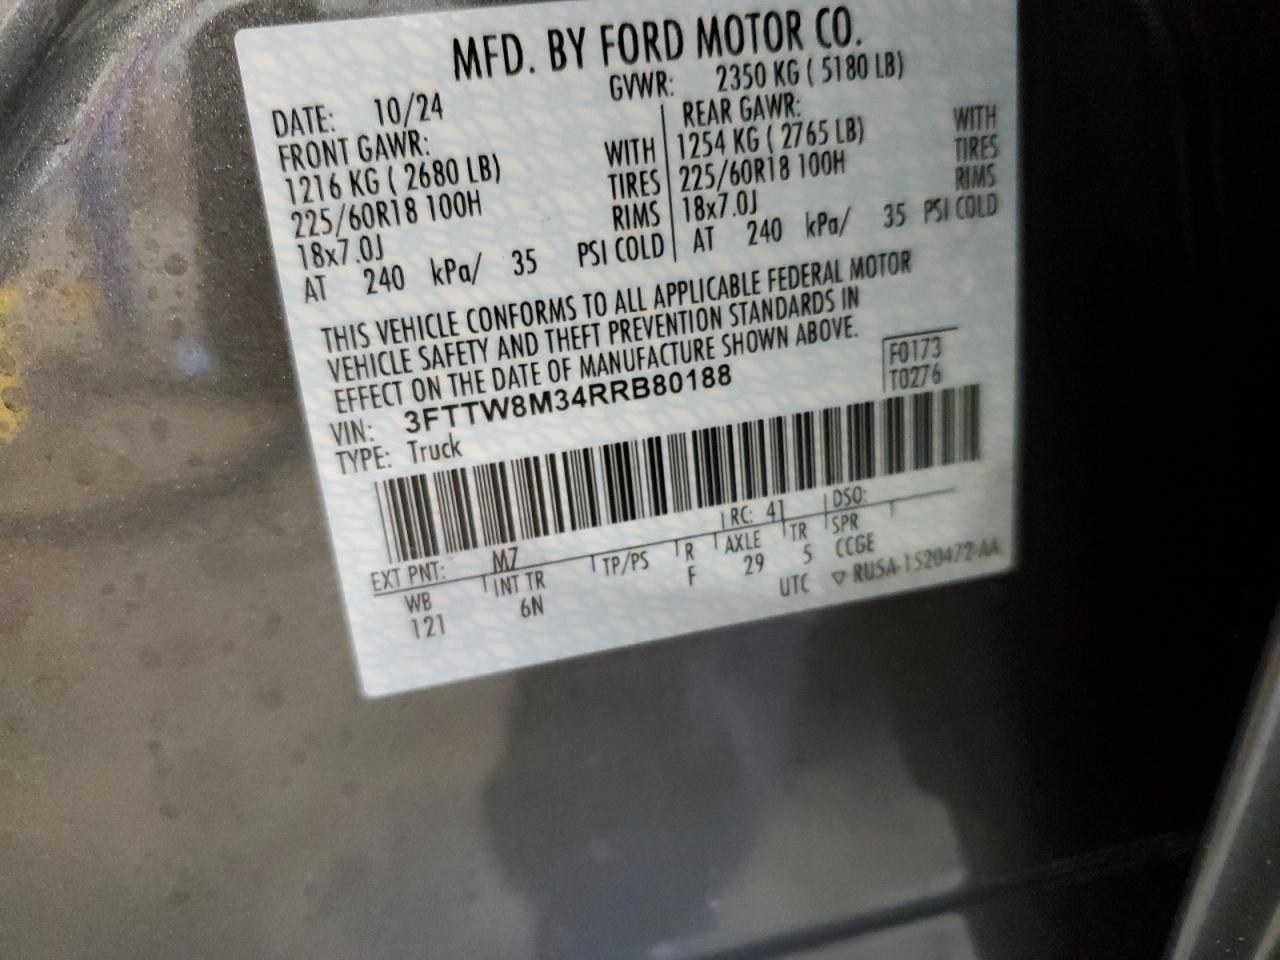 MFD. BY FORD MOTOR CO.
DATE: 10/24 GVWR: 2350 KG ( 5180 LB)
FRONT GAWR:
1216 KG ( 2680 LB) WITH
225/60R18 100H TIRES
18x7.0J RIMS
AT 240 kPa/ 35 PSI COLD
REAR GAWR:
1254 KG ( 2765 LB) WITH
225/60R18 100H TIRES
18x7.0J RIMS
AT 240 kPa/ 35 PSI COLD
THIS VEHICLE CONFORMS TO ALL APPLICABLE FEDERAL MOTOR
VEHICLE SAFETY AND THEFT PREVENTION STANDARDS IN
EFFECT ON THE DATE OF MANUFACTURE SHOWN ABOVE.
VIN: 3FTTW8M34RRB80188
TYPE: Truck
F0173
T0276
EXT PNT: M7 RC: 41 DSO:
WB INT TR TP/PS R AXLE TR SPR
121 6N F 29 5 CCGE
UTC ▽ RUSA-1520472-AA